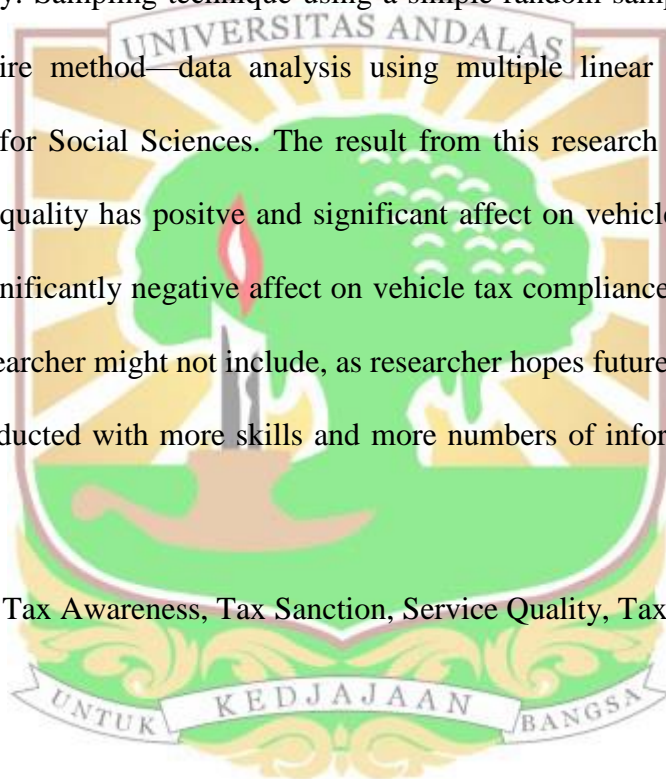 y. Sampling technique using a simple random samp
UNIVERSITAS ANDALAS
ire method—data analysis using multiple linear
for Social Sciences. The result from this research
quality has positve and significant affect on vehicle
nificantly negative affect on vehicle tax compliance
earcher might not include, as researcher hopes future
ducted with more skills and more numbers of infor
Tax Awareness, Tax Sanction, Service Quality, Tax
UNTUK KEDJAJAAN BANGSA